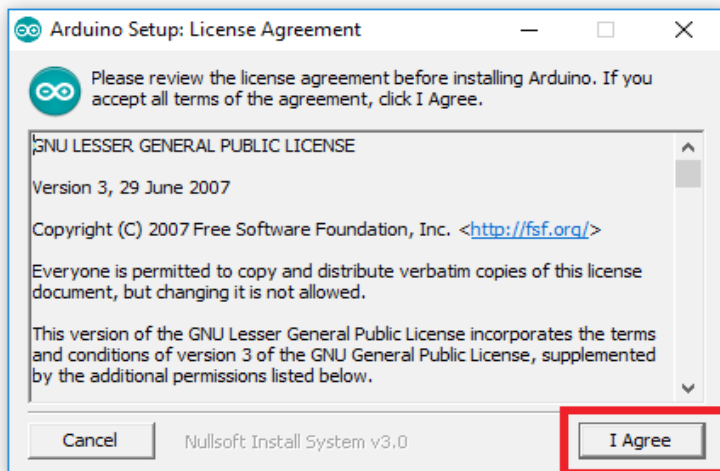 Arduino Setup: License Agreement
Please review the license agreement before installing Arduino. If you
accept all terms of the agreement, click I Agree.
GNU LESSER GENERAL PUBLIC LICENSE
Version 3, 29 June 2007
Copyright (C) 2007 Free Software Foundation, Inc. <http://fsf.org/>
Everyone is permitted to copy and distribute verbatim copies of this license
document, but changing it is not allowed.
This version of the GNU Lesser General Public License incorporates the terms
and conditions of version 3 of the GNU General Public License, supplemented
by the additional permissions listed below.
Cancel Nullsoft Install System v3.0 I Agree